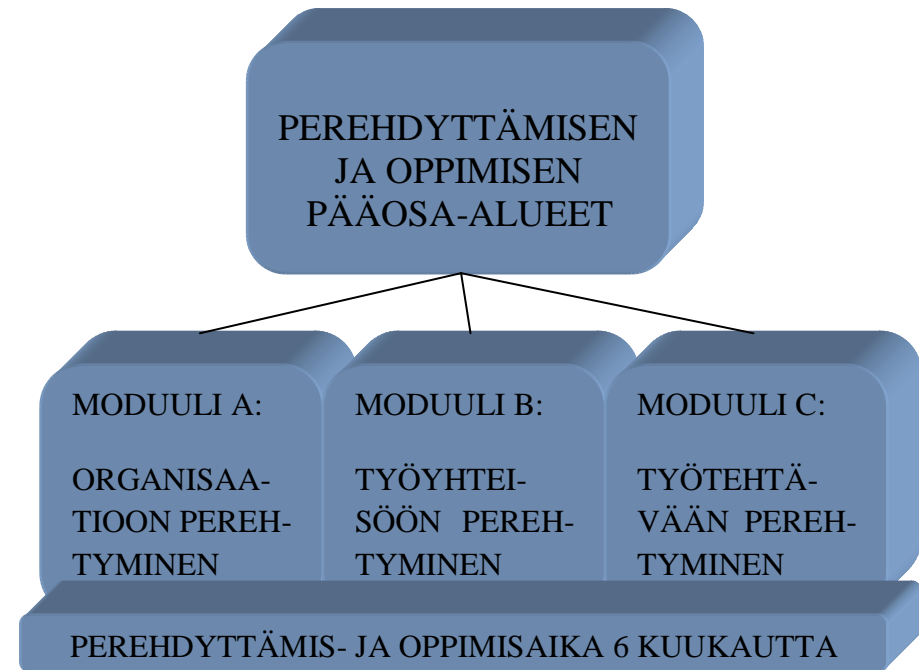 PEREHDYTTÄMISEN
JA OPPIMISEN
PÄÄOSA-ALUEET
MODUULI A:
ORGANISAA-
TIOON PEREH-
TYMINEN
MODUULI B:
TYÖYHTEI-
SÖÖN PEREH-
TYMINEN
MODUULI C:
TYÖTEHTÄ-
VÄÄN PEREH-
TYMINEN
PEREHDYTTÄMIS- JA OPPIMISAIKA 6 KUUKAUTTA